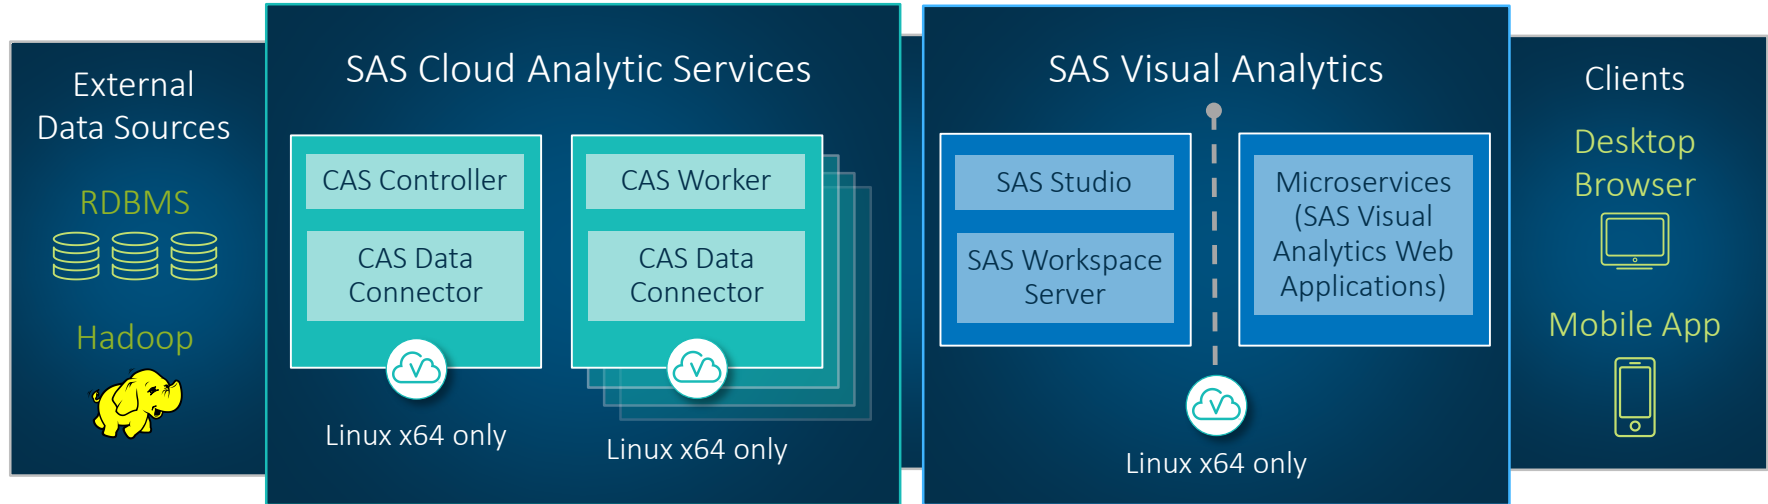 External
Data Sources
RDBMS
Hadoop
SAS Cloud Analytic Services
CAS Controller
CAS Data
Connector
Linux x64 only
CAS Worker
CAS Data
Connector
Linux x64 only
SAS Visual Analytics
SAS Studio
SAS Workspace
Server
Microservices
(SAS Visual
Analytics Web
Applications)
Linux x64 only
Clients
Desktop
Browser
Mobile App